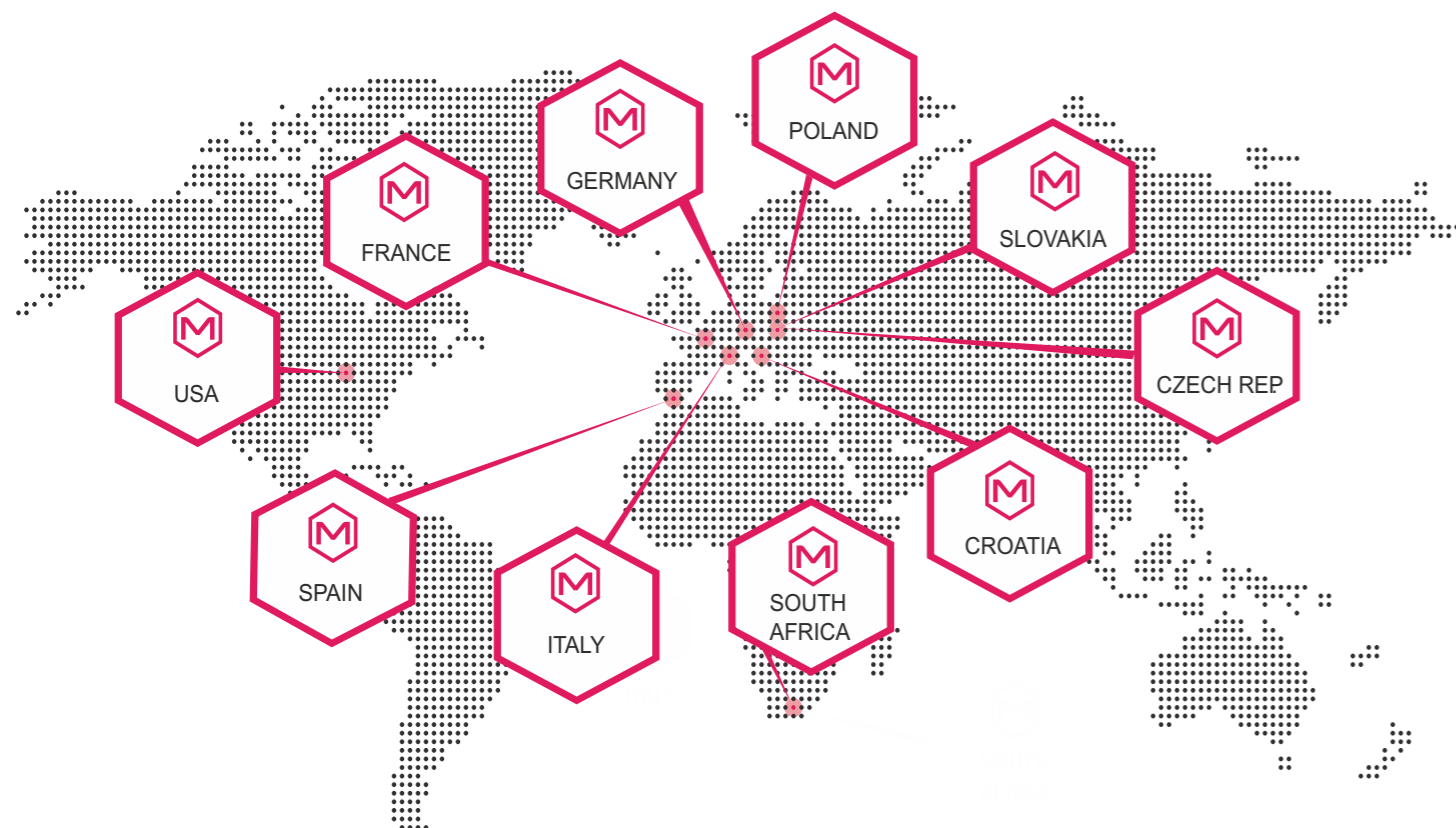 POLAND
GERMANY
SLOVAKIA
FRANCE
CZECH REP.
USA
CROATIA
SPAIN
SOUTH
AFRICA
ITALY